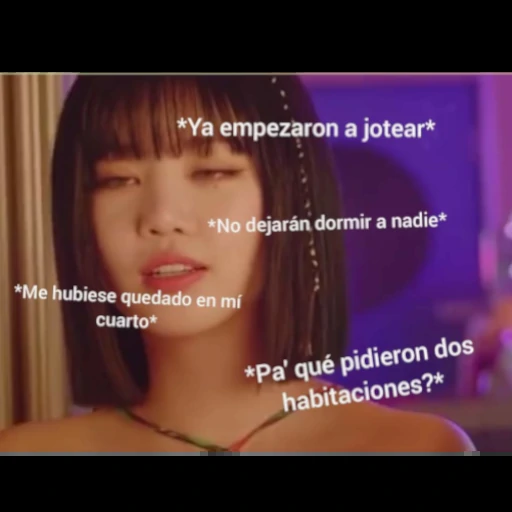 *Ya empezaron a jotear*
*No dejarán dormir a nadie*
*Me hubiese quedado en mí
cuarto*
*Pa' qué pidieron dos
habitaciones?*